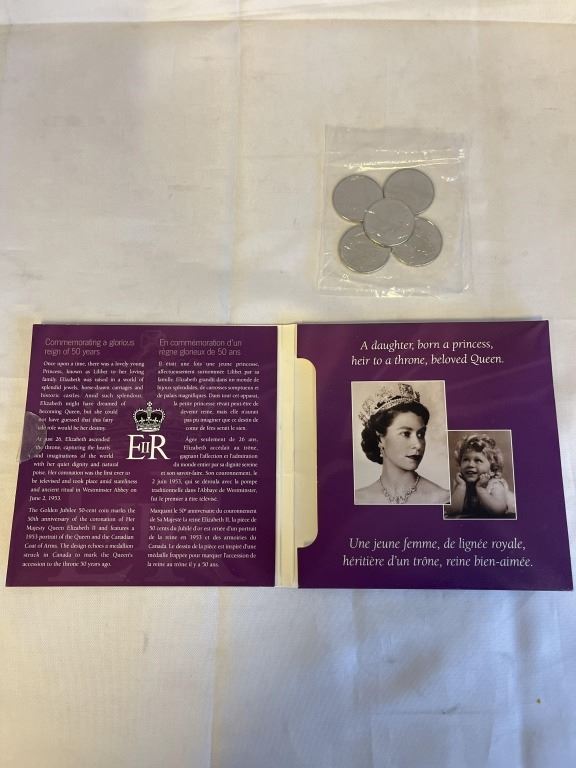 Commemorating a glorious
reign of 50 years
Once upon a time, there was a lovely young
Princess, known as Lilibet to her loving
family. Elizabeth was raised in a world of
splendid jewels, horse-drawn carriages and
historic castles. Amid such splendour,
Elizabeth might have dreamed of
becoming Queen, but she could
not have guessed that this fairy
tale role would be her destiny.
At just 26, Elizabeth ascended
the throne, capturing the hearts
and imaginations of the world
with her quiet dignity and natural
poise. Her coronation was the first ever to
be televised and took place amid stateliness
and ancient ritual in Westminster Abbey on
June 2, 1953.
The Golden Jubilee 50-cent coin marks the
50th anniversary of the coronation of Her
Majesty Queen Elizabeth II and features a
1953 portrait of the Queen and the Canadian
Coat of Arms. The design echoes a medallion
struck in Canada to mark the Queen's
accession to the throne 50 years ago.
EIIR
En commémoration d'un
règne glorieux de 50 ans
Il était une fois une jeune princesse,
affectueusement surnommée Lilibet par sa
famille. Elizabeth grandit dans un monde de
bijoux splendides, de carrosses somptueux et
de palais magnifiques. Dans tout cet apparat,
la petite princesse rêvait peut-être de
devenir reine, mais elle n'aurait
pas pu imaginer que ce destin de
conte de fées serait le sien.
Âgée seulement de 26 ans,
Elizabeth accédait au trône,
gagnant l'affection et l'admiration
du monde entier par sa dignité sereine
et son savoir-faire. Son couronnement, le
2 juin 1953, qui se déroula avec la pompe
traditionnelle dans l'Abbaye de Westminster,
fut le premier à être télévisé.
Marquant le 50e anniversaire du couronnement
de Sa Majesté la reine Elizabeth II, la pièce de
50 cents du Jubilé d'or est ornée d'un portrait
de la reine en 1953 et des armoiries du
Canada. Le dessin de la pièce est inspiré d'une
médaille frappée pour marquer l'accession de
la reine au trône il y a 50 ans.
A daughter, born a princess,
heir to a throne, beloved Queen.
Une jeune femme, de lignée royale,
héritière d'un trône, reine bien-aimée.